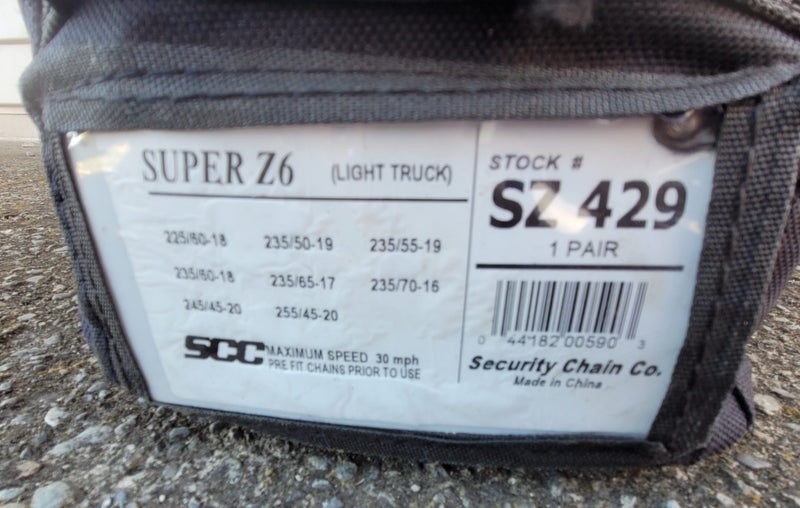 SUPER Z6 (LIGHT TRUCK)
225/60-18 235/50-19 235/55-19
235/60-18 235/65-17 235/70-16
245/45-20 255/45-20
SCC MAXIMUM SPEED 30 mph
PRE FIT CHAINS PRIOR TO USE
STOCK #
SZ 429
1 PAIR
0 44182 00590 3
Security Chain Co.
Made in China